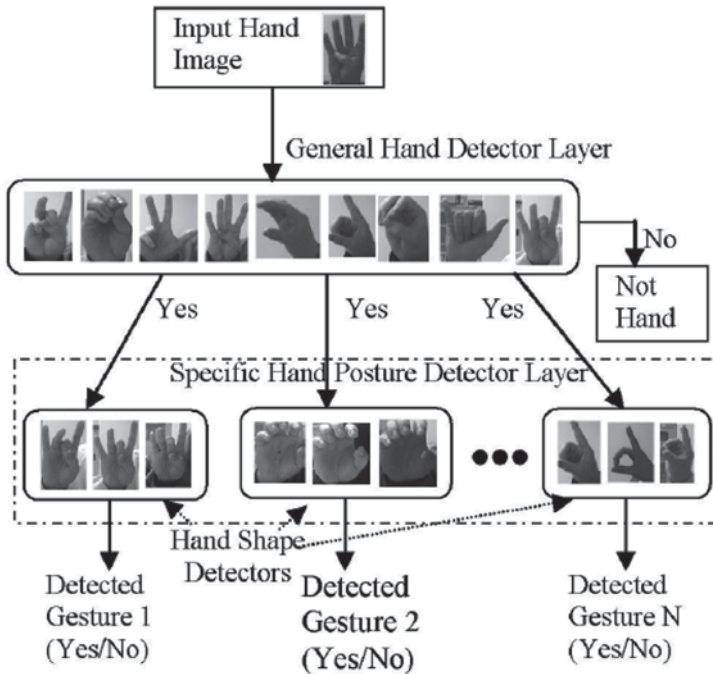 Input Hand
Image
General Hand Detector Layer
No
Not
Hand
Yes
Yes
Yes
Specific Hand Posture Detector Layer
Hand Shape
Detectors
Detected
Gesture 1
(Yes/No)
Detected
Gesture 2
(Yes/No)
Detected
Gesture N
(Yes/No)